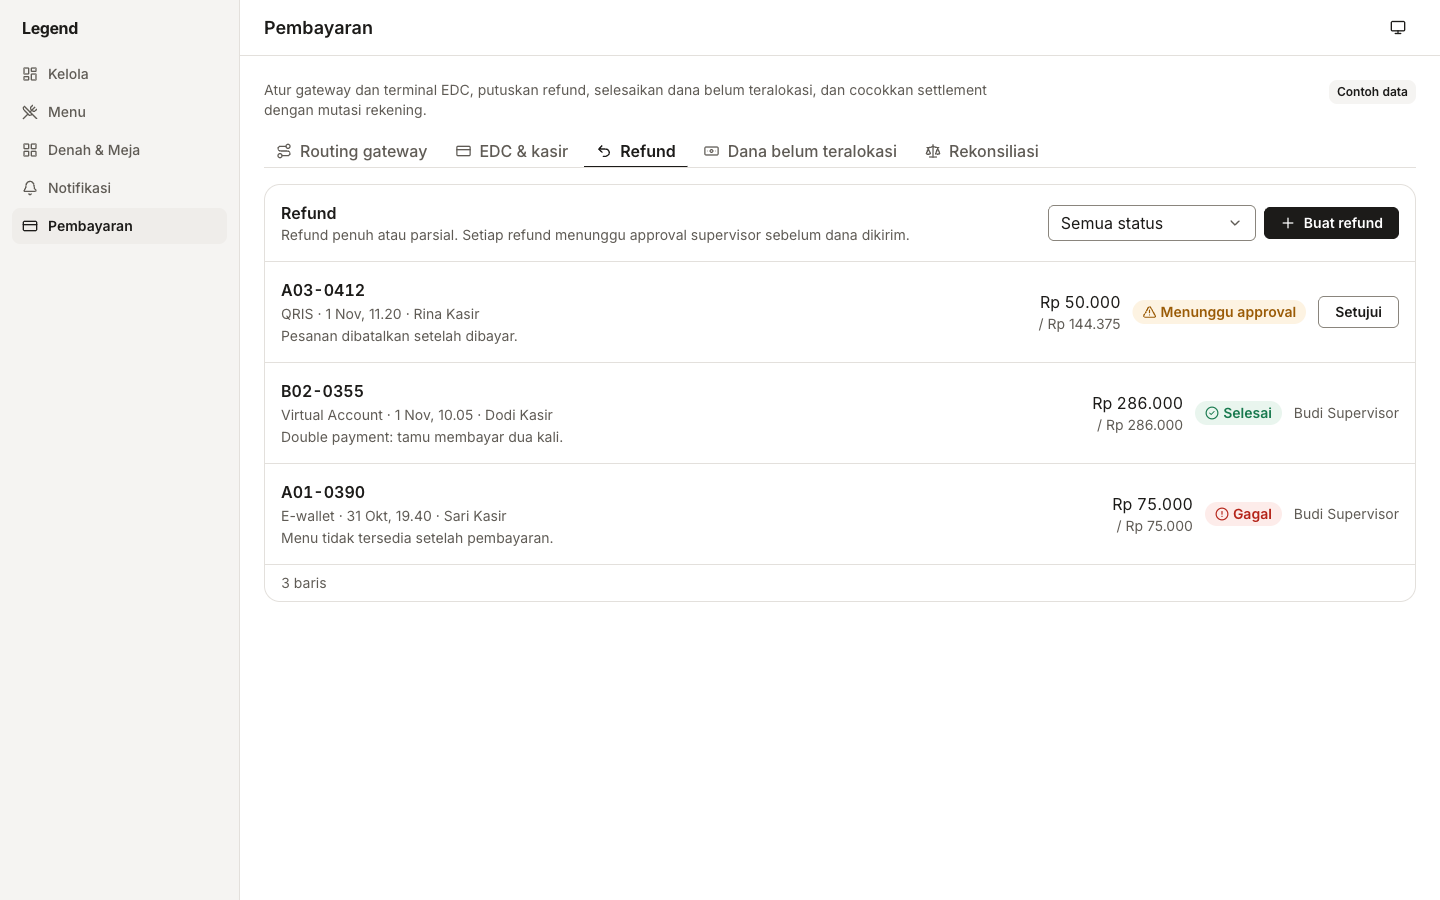 Legend
Kelola
Menu
Denah & Meja
Notifikasi
Pembayaran
Pembayaran
Atur gateway dan terminal EDC, putuskan refund, selesaikan dana belum teralokasi, dan cocokkan settlement
dengan mutasi rekening.
Contoh data
Routing gateway
EDC & kasir
Refund
Dana belum teralokasi
Rekonsiliasi
Refund
Refund penuh atau parsial. Setiap refund menunggu approval supervisor sebelum dana dikirim.
Semua status
Buat refund
A03-0412
QRIS · 1 Nov, 11.20 · Rina Kasir
Pesanan dibatalkan setelah dibayar.
Rp 50.000
/ Rp 144.375
Menunggu approval
Setujui
B02-0355
Virtual Account · 1 Nov, 10.05 · Dodi Kasir
Double payment: tamu membayar dua kali.
Rp 286.000
/ Rp 286.000
Selesai
Budi Supervisor
A01-0390
E-wallet · 31 Okt, 19.40 · Sari Kasir
Menu tidak tersedia setelah pembayaran.
Rp 75.000
/ Rp 75.000
Gagal
Budi Supervisor
3 baris